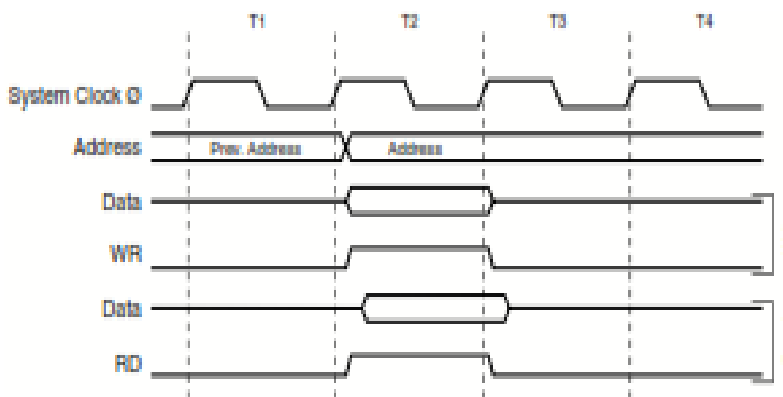 T1 T2 T3 T4
System Clock Ø
Address Prev. Address Address
Data
WR
Data
RD